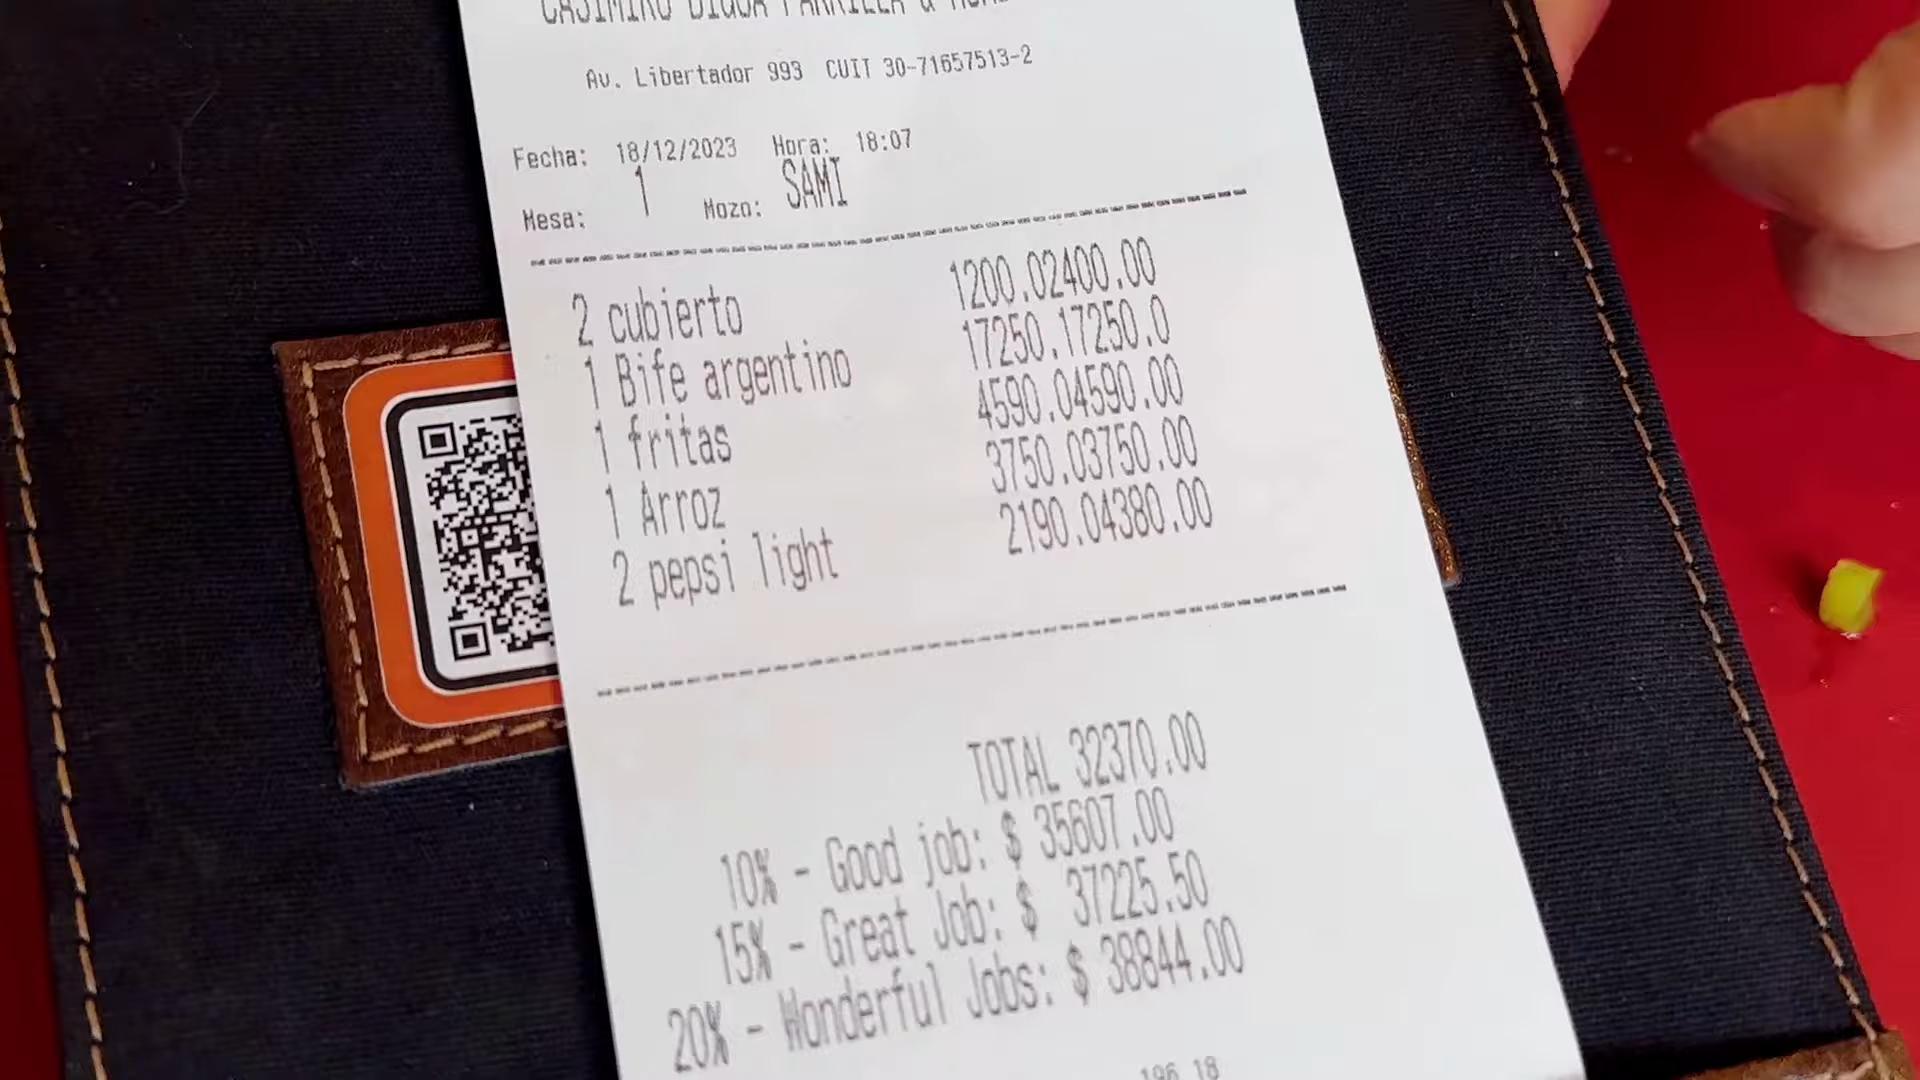 Av. Libertador 993 CUIT 30-71657513-2
Fecha: 18/12/2023 Hora: 18:07
Mesa: 1 Mozo: SAMI
2 cubierto 1200.02400.00
1 Bife argentino 17250.17250.0
1 fritas 4590.04590.00
1 Arroz 3750.03750.00
2 pepsi light 2190.04380.00
TOTAL 32370.00
10% - Good job: $ 35607.00
15% - Great Job: $ 37225.50
20% - Wonderful Jobs: $ 38844.00